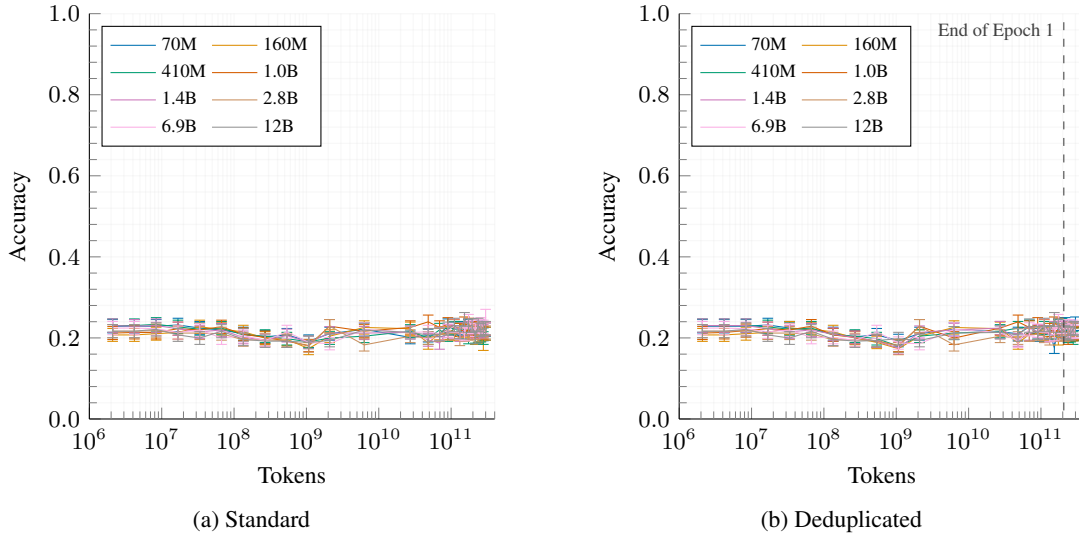 1.0
0.8
0.6
0.4
0.2
0.0
Accuracy
70M 160M
410M 1.0B
1.4B 2.8B
6.9B 12B
10^6 10^7 10^8 10^9 10^10 10^11
Tokens
(a) Standard
1.0
0.8
0.6
0.4
0.2
0.0
Accuracy
70M 160M
410M 1.0B
1.4B 2.8B
6.9B 12B
End of Epoch 1
10^6 10^7 10^8 10^9 10^10 10^11
Tokens
(b) Deduplicated